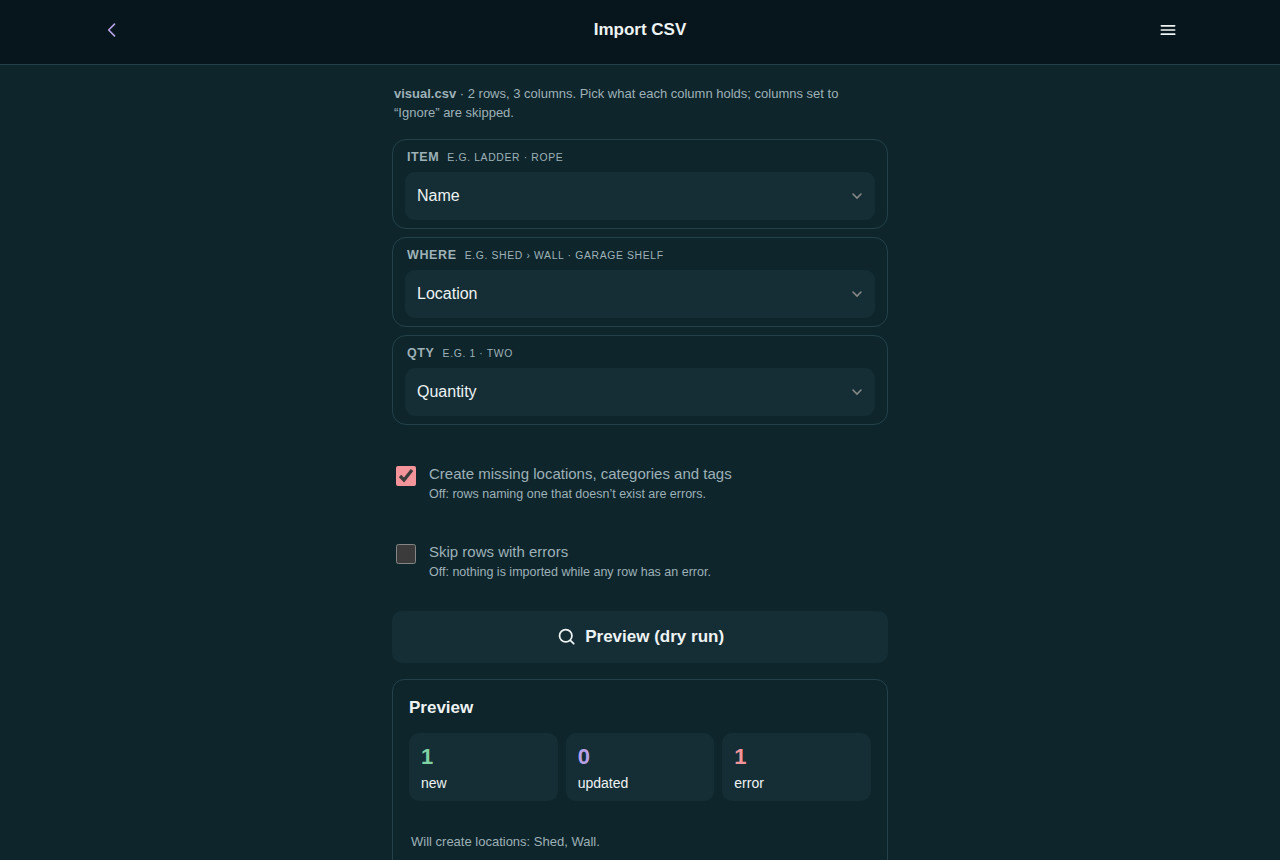 Import CSV
visual.csv · 2 rows, 3 columns. Pick what each column holds; columns set to
“Ignore” are skipped.
ITEM E.G. LADDER · ROPE
Name
WHERE E.G. SHED › WALL · GARAGE SHELF
Location
QTY E.G. 1 · TWO
Quantity
Create missing locations, categories and tags
Off: rows naming one that doesn’t exist are errors.
Skip rows with errors
Off: nothing is imported while any row has an error.
Preview (dry run)
Preview
1 0 1
new updated error
Will create locations: Shed, Wall.